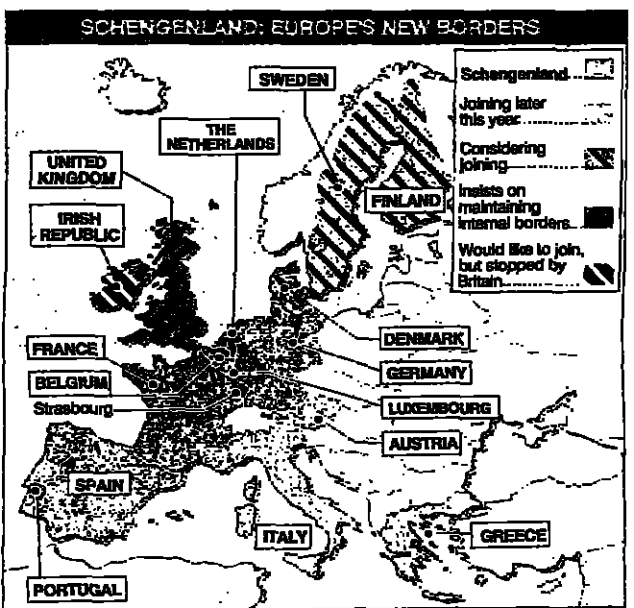 SCHENGENLAND: EUROPE'S NEW BORDERS
SWEDEN
THE
NETHERLANDS
UNITED
KINGDOM
IRISH
REPUBLIC
FINLAND
Schengenland
Joining later
this year
Considering
joining
Insists on
maintaining
internal borders
Would like to join,
but stopped by
Britain
FRANCE
BELGIUM
Strasbourg
DENMARK
GERMANY
LUXEMBOURG
AUSTRIA
SPAIN
ITALY
GREECE
PORTUGAL